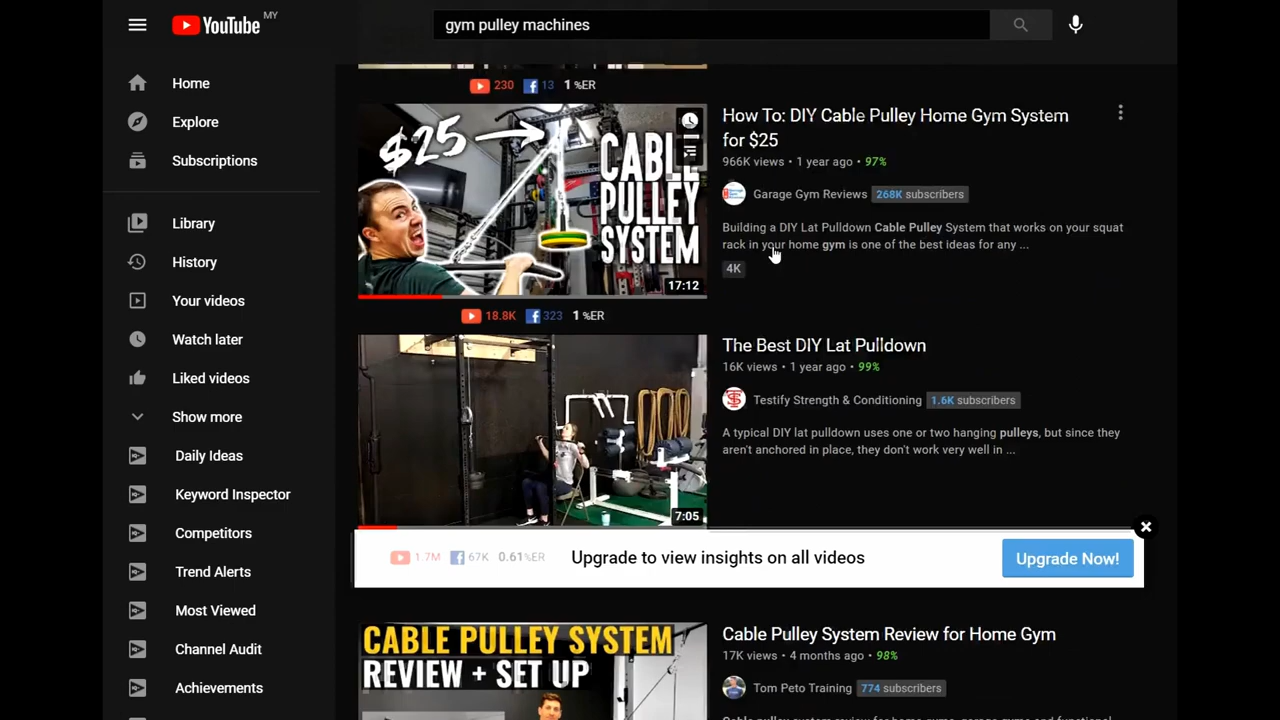 YouTube MY
gym pulley machines
Home
Explore
Subscriptions
Library
History
Your videos
Watch later
Liked videos
Show more
Daily Ideas
Keyword Inspector
Competitors
Trend Alerts
Most Viewed
Channel Audit
Achievements
230 13 1 %ER
$25
CABLE
PULLEY
SYSTEM
17:12
How To: DIY Cable Pulley Home Gym System
for $25
966K views • 1 year ago • 97%
Garage Gym Reviews 268K subscribers
Building a DIY Lat Pulldown Cable Pulley System that works on your squat
rack in your home gym is one of the best ideas for any ...
4K
18.8K 323 1 %ER
7:05
The Best DIY Lat Pulldown
16K views • 1 year ago • 99%
Testify Strength & Conditioning 1.6K subscribers
A typical DIY lat pulldown uses one or two hanging pulleys, but since they
aren't anchored in place, they don't work very well in ...
1.7M 67K 0.61%ER
Upgrade to view insights on all videos
Upgrade Now!
CABLE PULLEY SYSTEM
REVIEW + SET UP
Cable Pulley System Review for Home Gym
17K views • 4 months ago • 98%
Tom Peto Training 774 subscribers